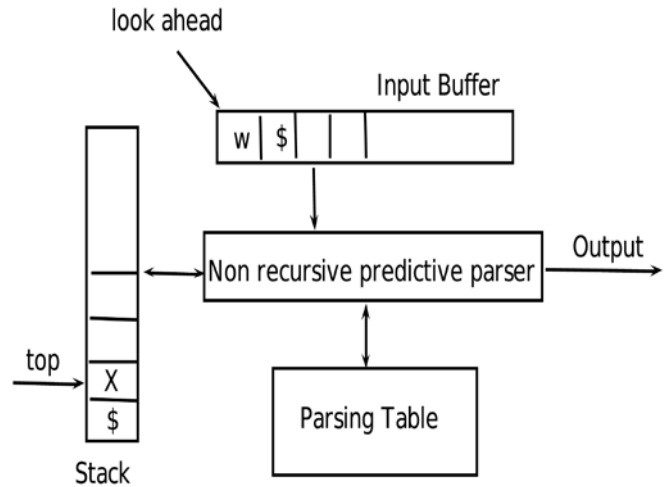 look ahead
Input Buffer
w $
Non recursive predictive parser
Output
top
X
$
Parsing Table
Stack